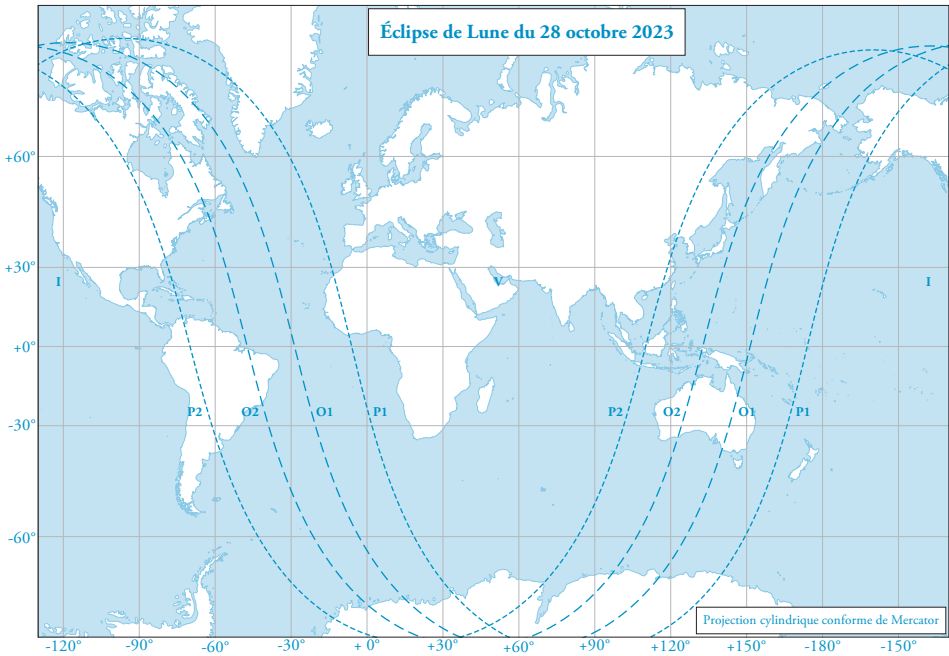 Éclipse de Lune du 28 octobre 2023
+60°
+30°
I V I
+0°
P2 O2 O1 P1 P2 O2 O1 P1
-30°
-60°
Projection cylindrique conforme de Mercator
-120° -90° -60° -30° + 0° +30° +60° +90° +120° +150° -180° -150°